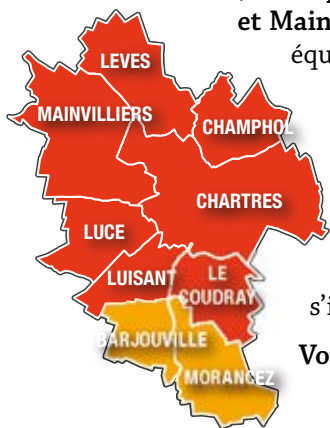 et Main
équ
LEVES
MAINVILLIERS
CHAMPHOL
CHARTRES
LUCE
LUISANT
LE
COUDRAY
s'i
BARJOUVILLE
Vo
MORANCEZ